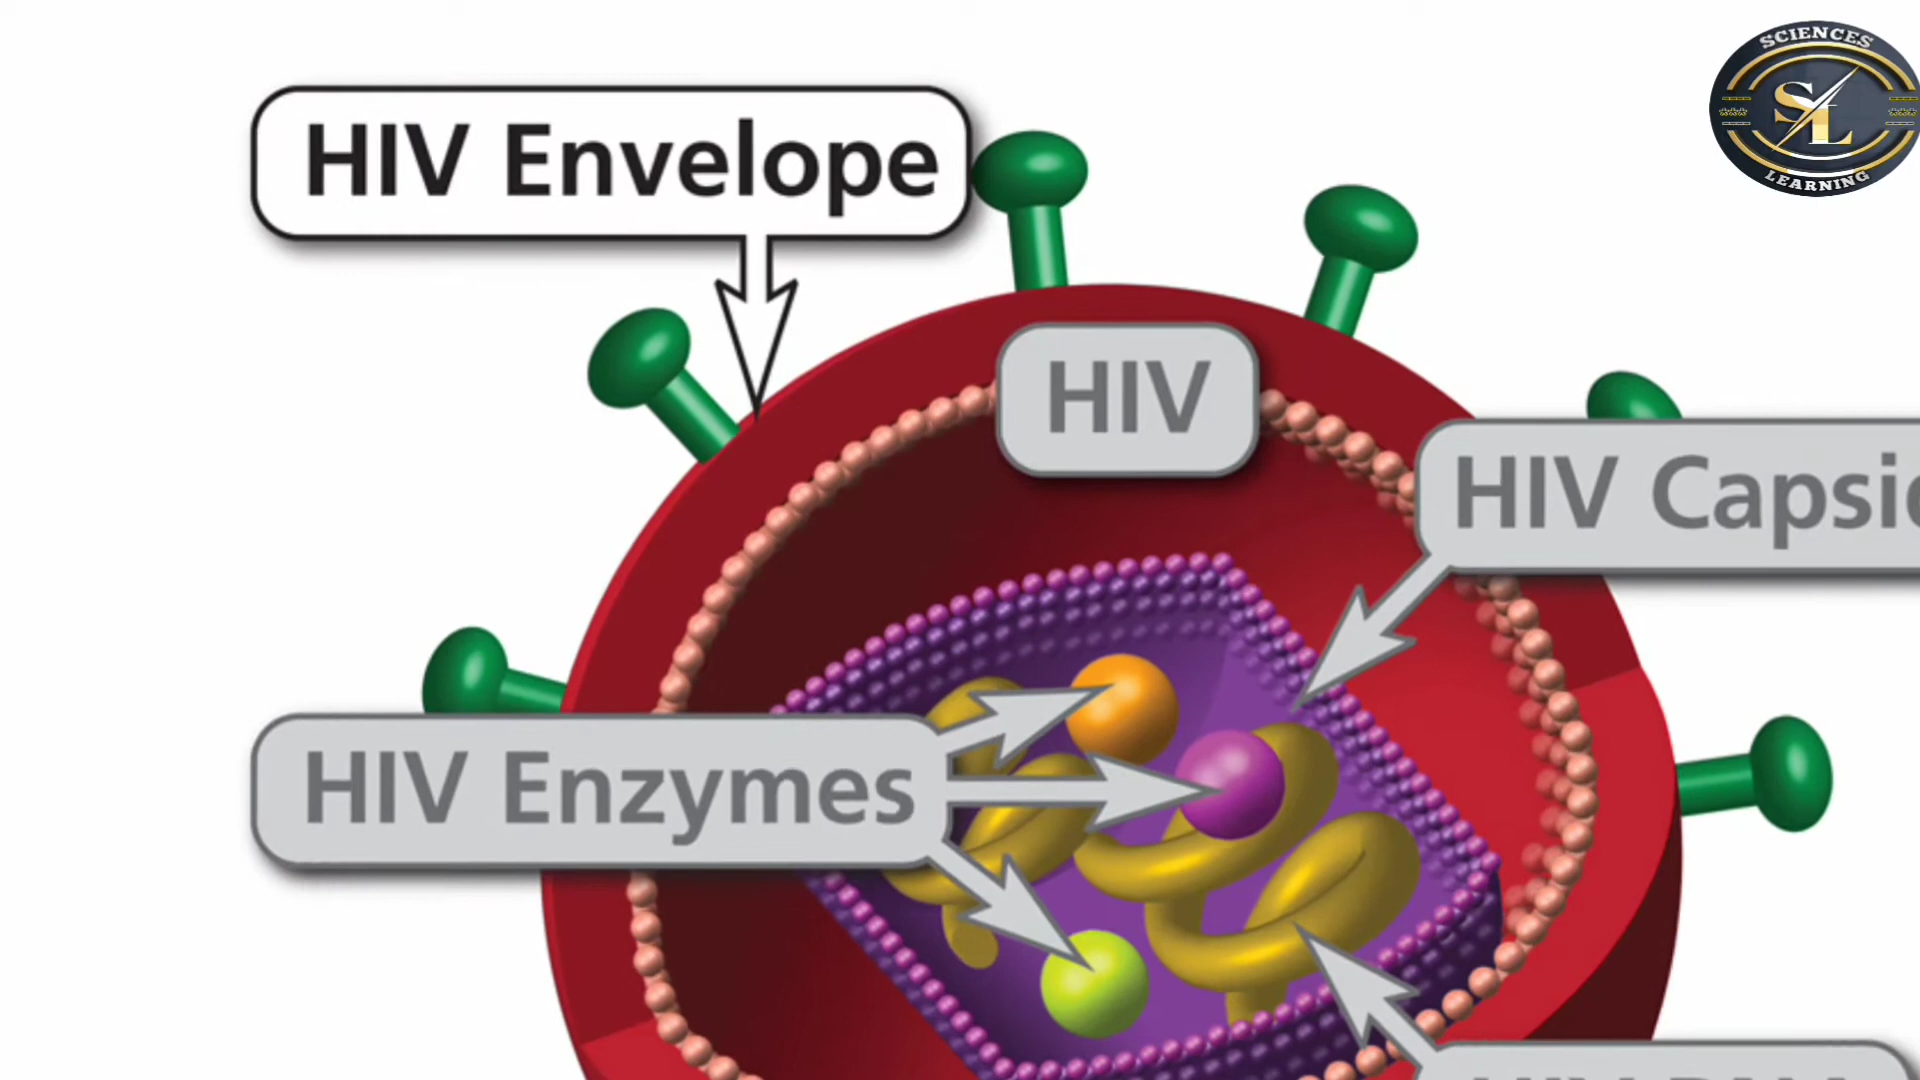 SCIENCES
SL
LEARNING
HIV Envelope
HIV
HIV Capsi
HIV Enzymes